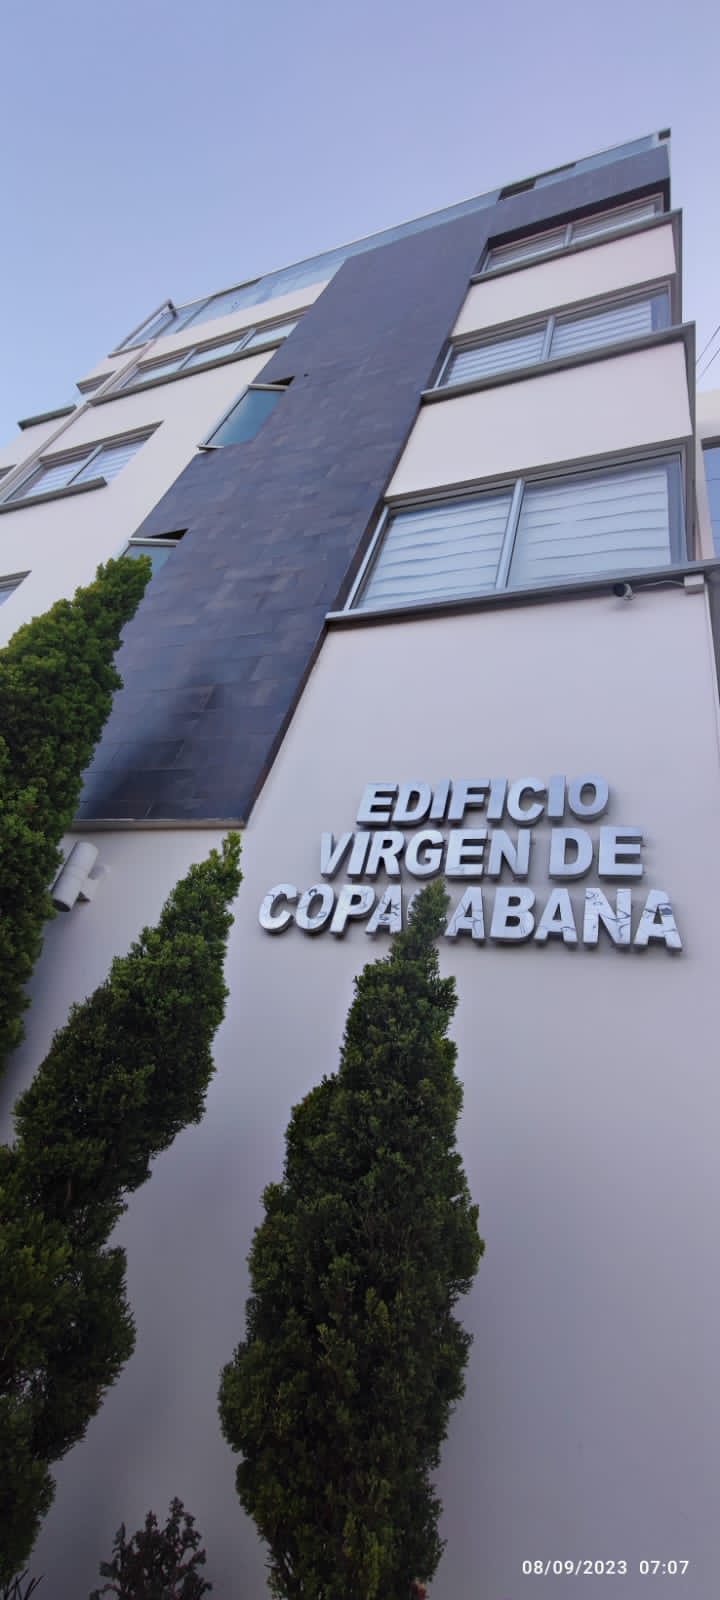 EDIFICIO
VIRGEN DE
COPACABANA
08/09/2023 07:07